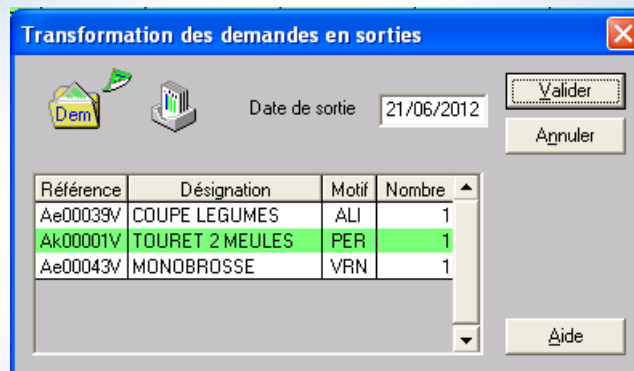 Transformation des demandes en sorties
Dem
Date de sortie 21/06/2012
Valider
Annuler
Référence Désignation Motif Nombre
Ae00039V COUPE LEGUMES ALI 1
Ak00001V TOURET 2 MEULES PER 1
Ae00043V MONOBROSSE VRN 1
Aide